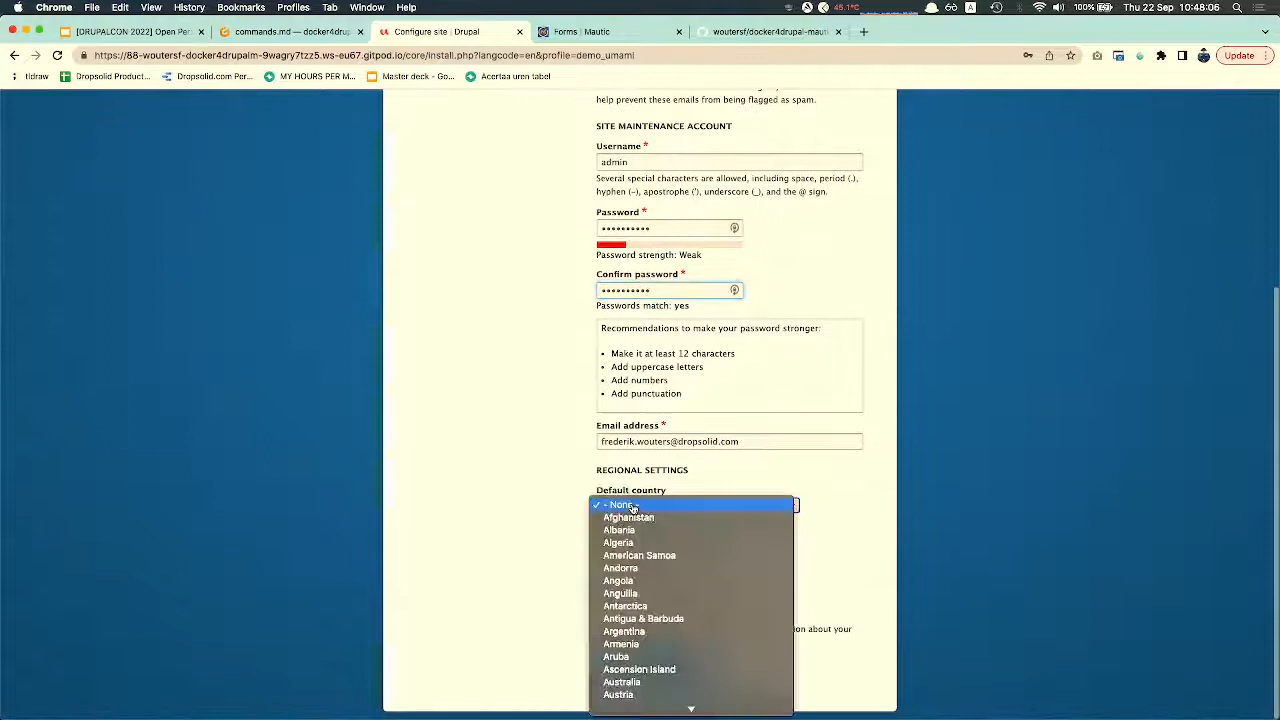 Chrome File Edit View History Bookmarks Profiles Tab Window Help
45.1°C
100%
Thu 22 Sep 10:48:06
[DRUPALCON 2022] Open Per
commands.md — docker4drup
Configure site | Drupal
Forms | Mautic
woutersf/docker4drupal-mauti
https://88-woutersf-docker4drupalm-9wagry7tzz5.ws-eu67.gitpod.io/core/install.php?langcode=en&profile=demo_umami
Update
tldraw
Dropsolid Product...
Dropsolid.com Per...
MY HOURS PER M...
Master deck - Go...
Acertaa uren tabel
help prevent these emails from being flagged as spam.
SITE MAINTENANCE ACCOUNT
Username *
admin
Several special characters are allowed, including space, period (.),
hyphen (-), apostrophe ('), underscore (_), and the @ sign.
Password *
••••••••••
Password strength: Weak
Confirm password *
••••••••••
Passwords match: yes
Recommendations to make your password stronger:
• Make it at least 12 characters
• Add uppercase letters
• Add numbers
• Add punctuation
Email address *
frederik.wouters@dropsolid.com
REGIONAL SETTINGS
Default country
✓ - None -
Afghanistan
Albania
Algeria
American Samoa
Andorra
Angola
Anguilla
Antarctica
Antigua & Barbuda
Argentina
on about your
Armenia
Aruba
Ascension Island
Australia
Austria